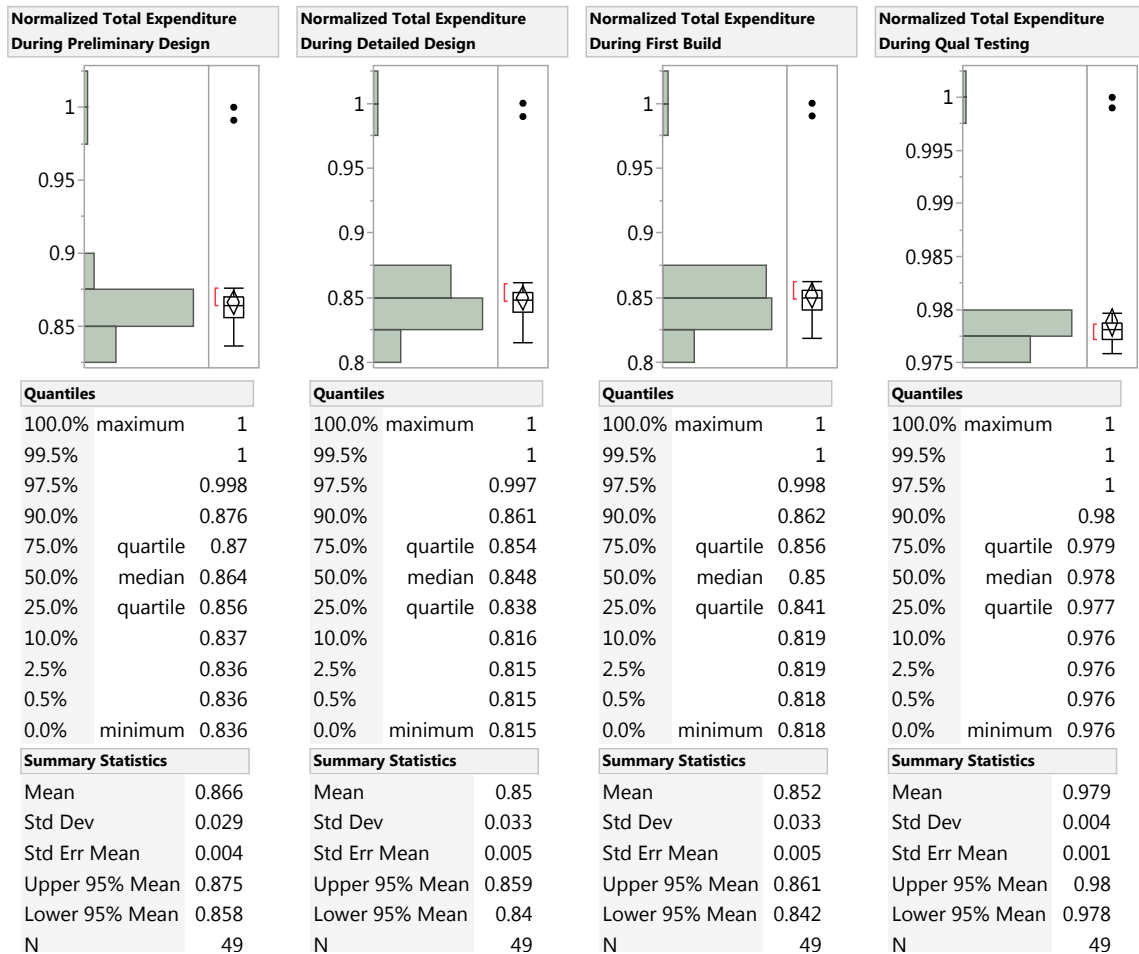 Normalized Total Expenditure
During Preliminary Design
1
0.95
0.9
0.85
Quantiles
100.0% maximum 1
99.5% 1
97.5% 0.998
90.0% 0.876
75.0% quartile 0.87
50.0% median 0.864
25.0% quartile 0.856
10.0% 0.837
2.5% 0.836
0.5% 0.836
0.0% minimum 0.836
Summary Statistics
Mean 0.866
Std Dev 0.029
Std Err Mean 0.004
Upper 95% Mean 0.875
Lower 95% Mean 0.858
N 49
Normalized Total Expenditure
During Detailed Design
1
0.95
0.9
0.85
0.8
Quantiles
100.0% maximum 1
99.5% 1
97.5% 0.997
90.0% 0.861
75.0% quartile 0.854
50.0% median 0.848
25.0% quartile 0.838
10.0% 0.816
2.5% 0.815
0.5% 0.815
0.0% minimum 0.815
Summary Statistics
Mean 0.85
Std Dev 0.033
Std Err Mean 0.005
Upper 95% Mean 0.859
Lower 95% Mean 0.84
N 49
Normalized Total Expenditure
During First Build
1
0.95
0.9
0.85
0.8
Quantiles
100.0% maximum 1
99.5% 1
97.5% 0.998
90.0% 0.862
75.0% quartile 0.856
50.0% median 0.85
25.0% quartile 0.841
10.0% 0.819
2.5% 0.819
0.5% 0.818
0.0% minimum 0.818
Summary Statistics
Mean 0.852
Std Dev 0.033
Std Err Mean 0.005
Upper 95% Mean 0.861
Lower 95% Mean 0.842
N 49
Normalized Total Expenditure
During Qual Testing
1
0.995
0.99
0.985
0.98
0.975
Quantiles
100.0% maximum 1
99.5% 1
97.5% 1
90.0% 0.98
75.0% quartile 0.979
50.0% median 0.978
25.0% quartile 0.977
10.0% 0.976
2.5% 0.976
0.5% 0.976
0.0% minimum 0.976
Summary Statistics
Mean 0.979
Std Dev 0.004
Std Err Mean 0.001
Upper 95% Mean 0.98
Lower 95% Mean 0.978
N 49